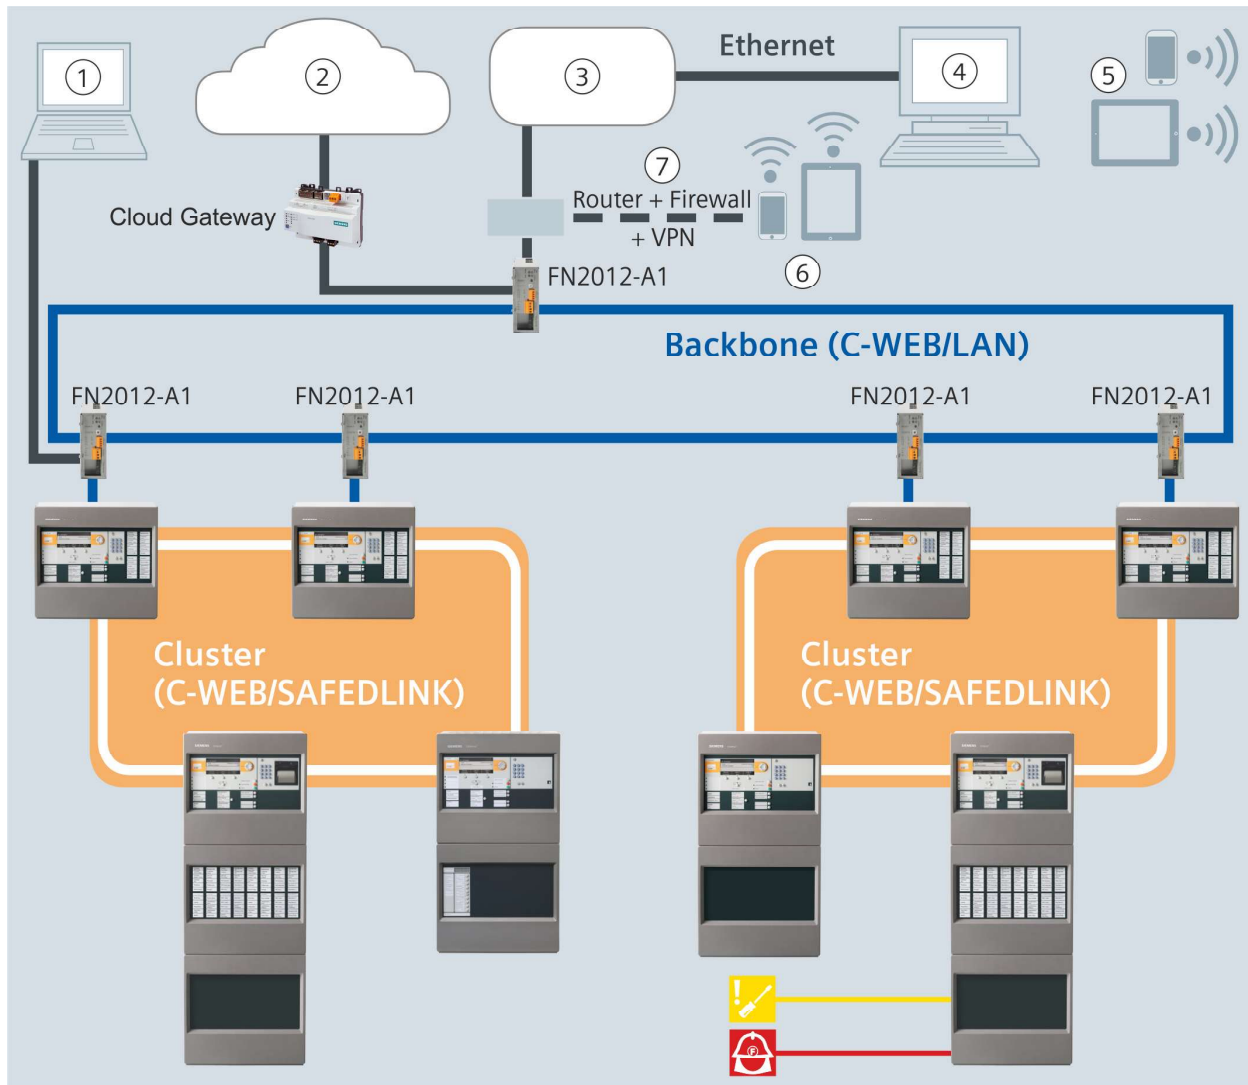 1
2
3
Ethernet
4
5
7
Router + Firewall
+ VPN
Cloud Gateway
6
FN2012-A1
Backbone (C-WEB/LAN)
FN2012-A1
FN2012-A1
FN2012-A1
FN2012-A1
Cluster
(C-WEB/SAFEDLINK)
Cluster
(C-WEB/SAFEDLINK)
!
F